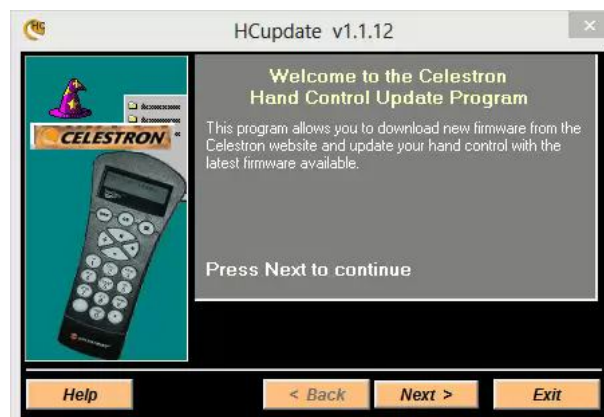 HC
HCupdate v1.1.12
Welcome to the Celestron
Hand Control Update Program
This program allows you to download new firmware from the
Celestron website and update your hand control with the
latest firmware available.
CELESTRON
Press Next to continue
Help
< Back
Next >
Exit